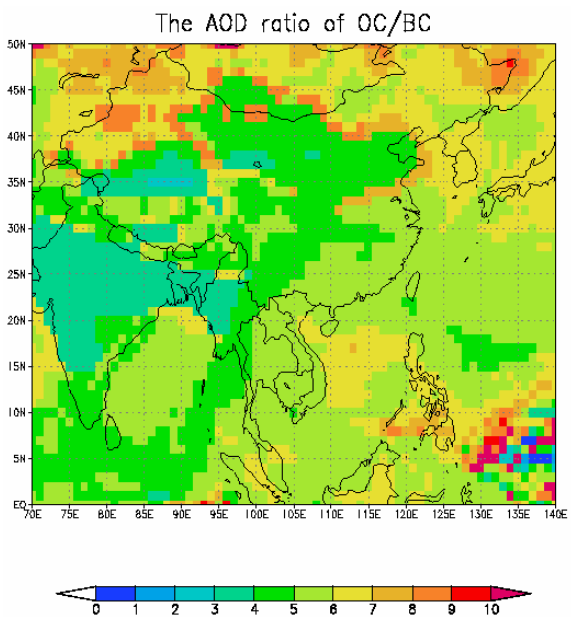 The AOD ratio of OC/BC
50N
45N
40N
35N
30N
25N
20N
15N
10N
5N
EQ
70E 75E 80E 85E 90E 95E 100E 105E 110E 115E 120E 125E 130E 135E 140E
0 1 2 3 4 5 6 7 8 9 10